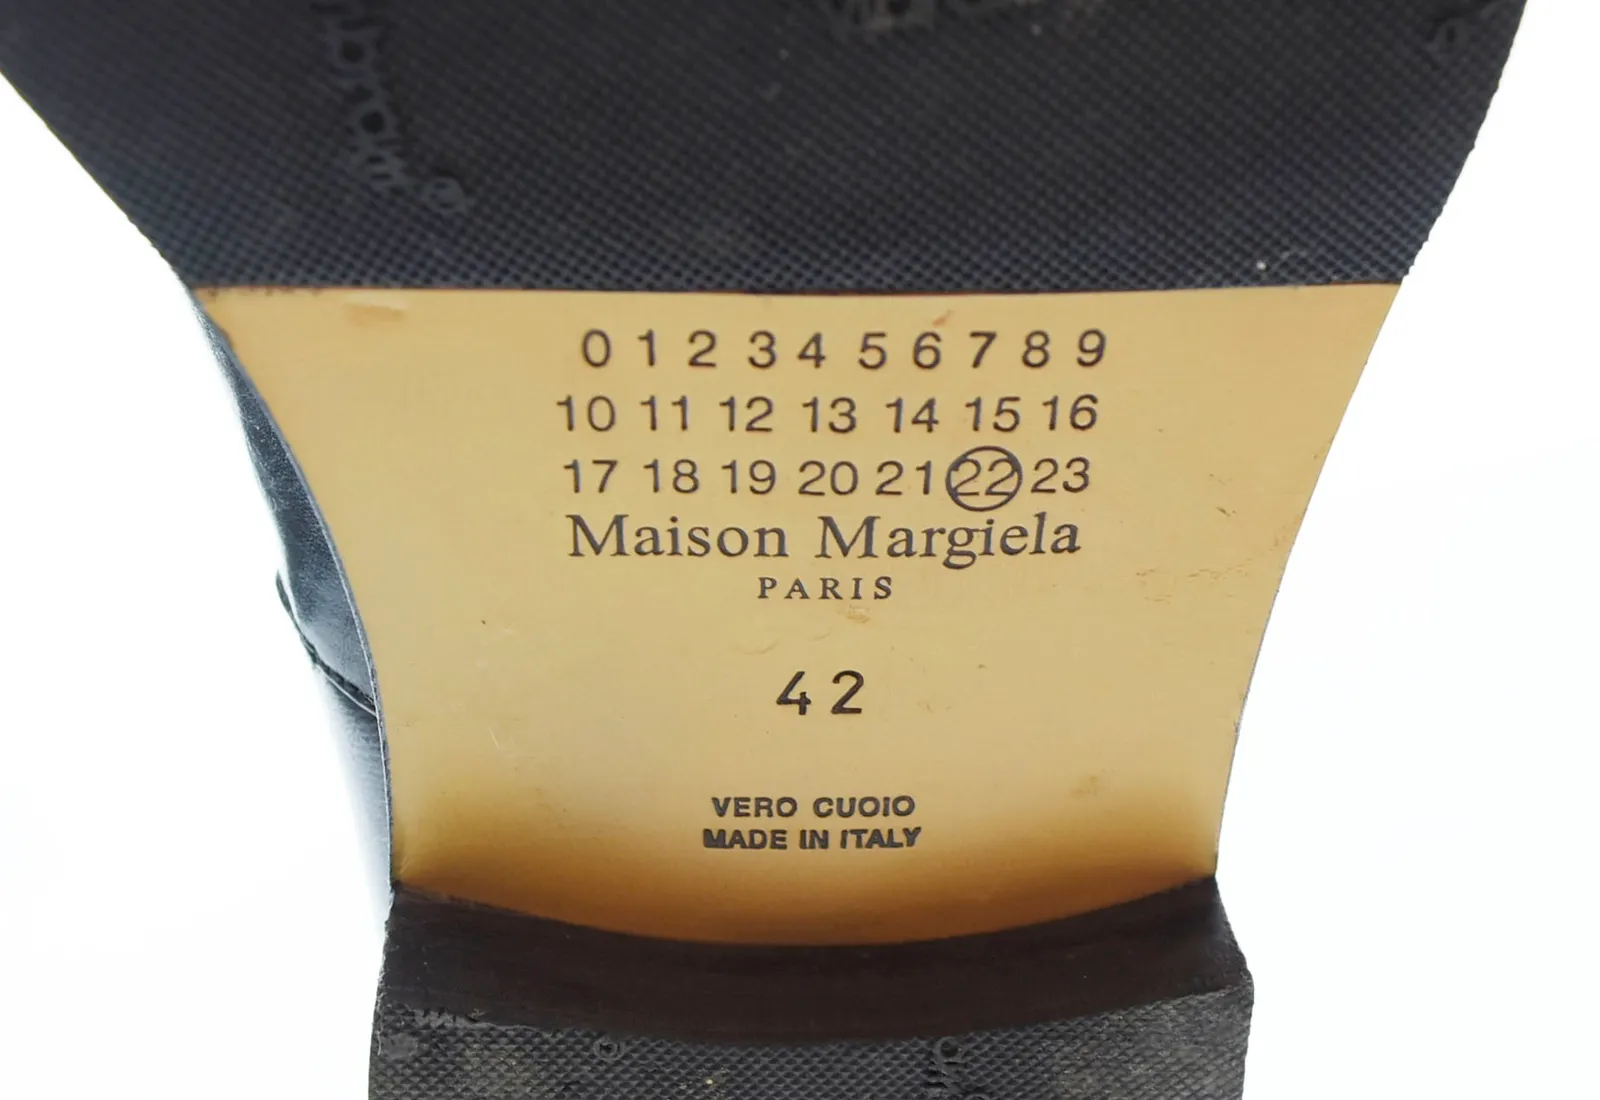 0 1 2 3 4 5 6 7 8 9
10 11 12 13 14 15 16
17 18 19 20 21 22 23
Maison Margiela
PARIS
42
VERO CUOIO
MADE IN ITALY